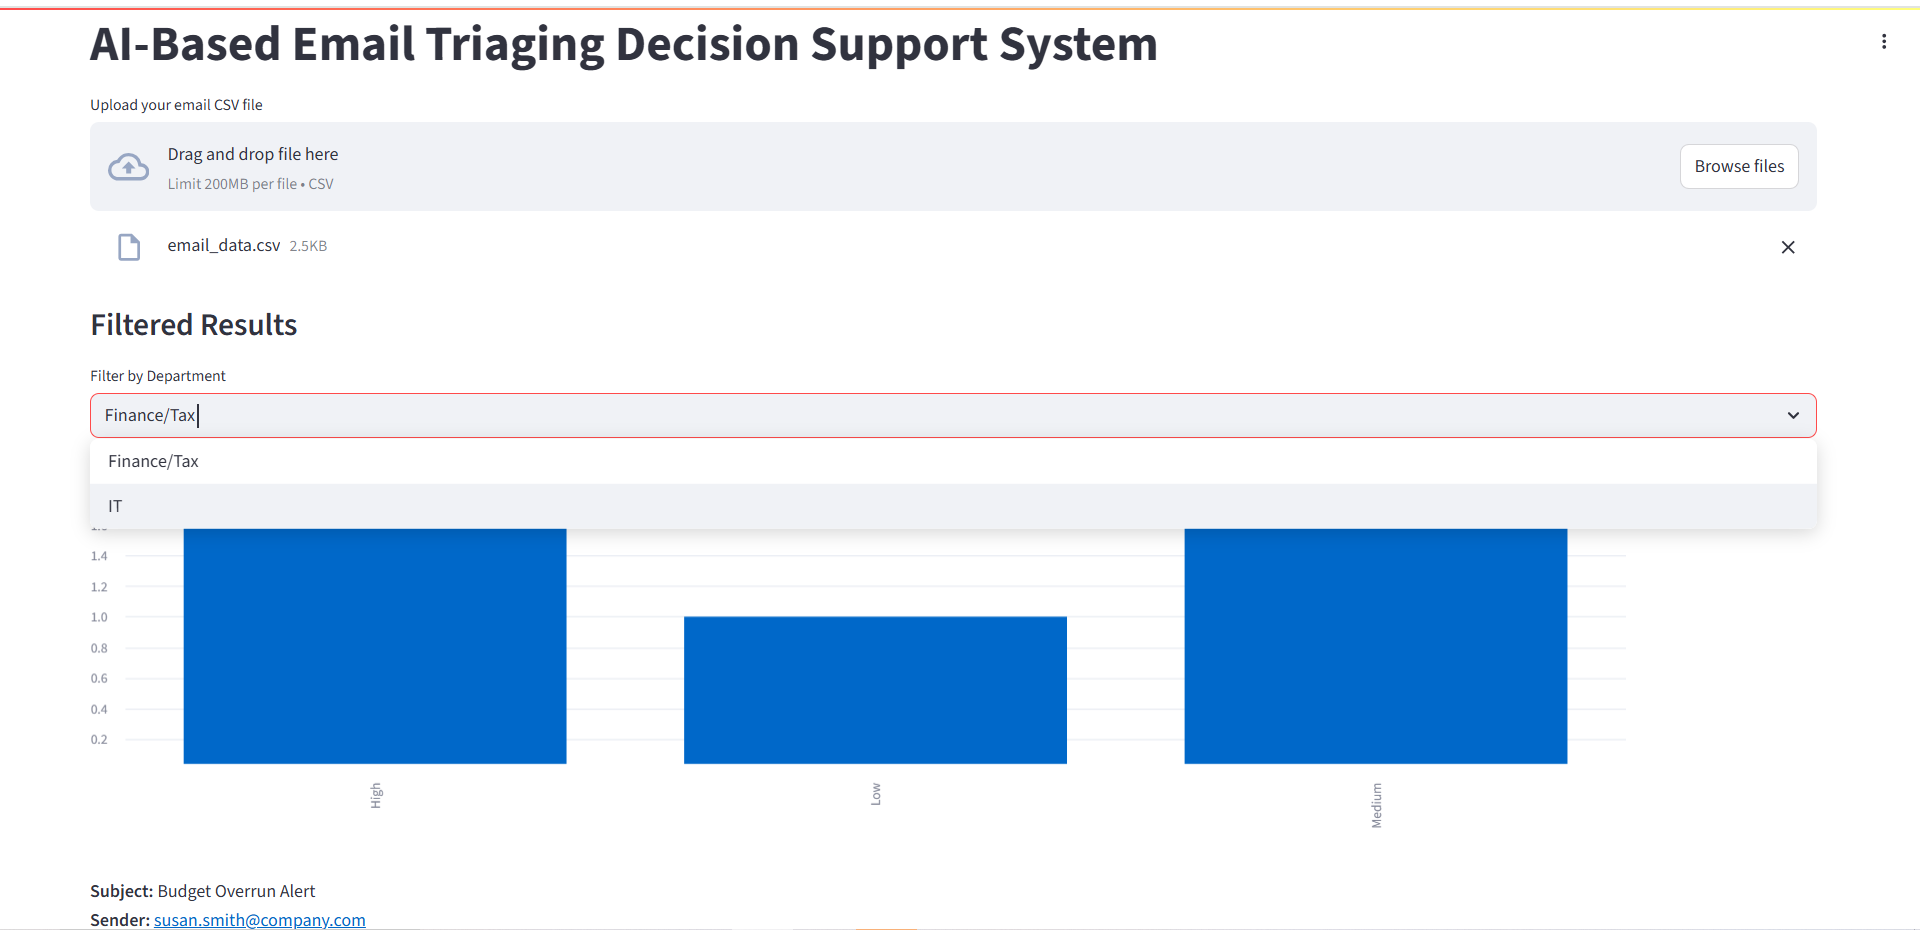 AI-Based Email Triaging Decision Support System
Upload your email CSV file
Drag and drop file here
Limit 200MB per file • CSV
Browse files
email_data.csv 2.5KB
Filtered Results
Filter by Department
Finance/Tax
Finance/Tax
IT
1.4
1.2
1.0
0.8
0.6
0.4
0.2
High
Low
Medium
Subject: Budget Overrun Alert
Sender: susan.smith@company.com